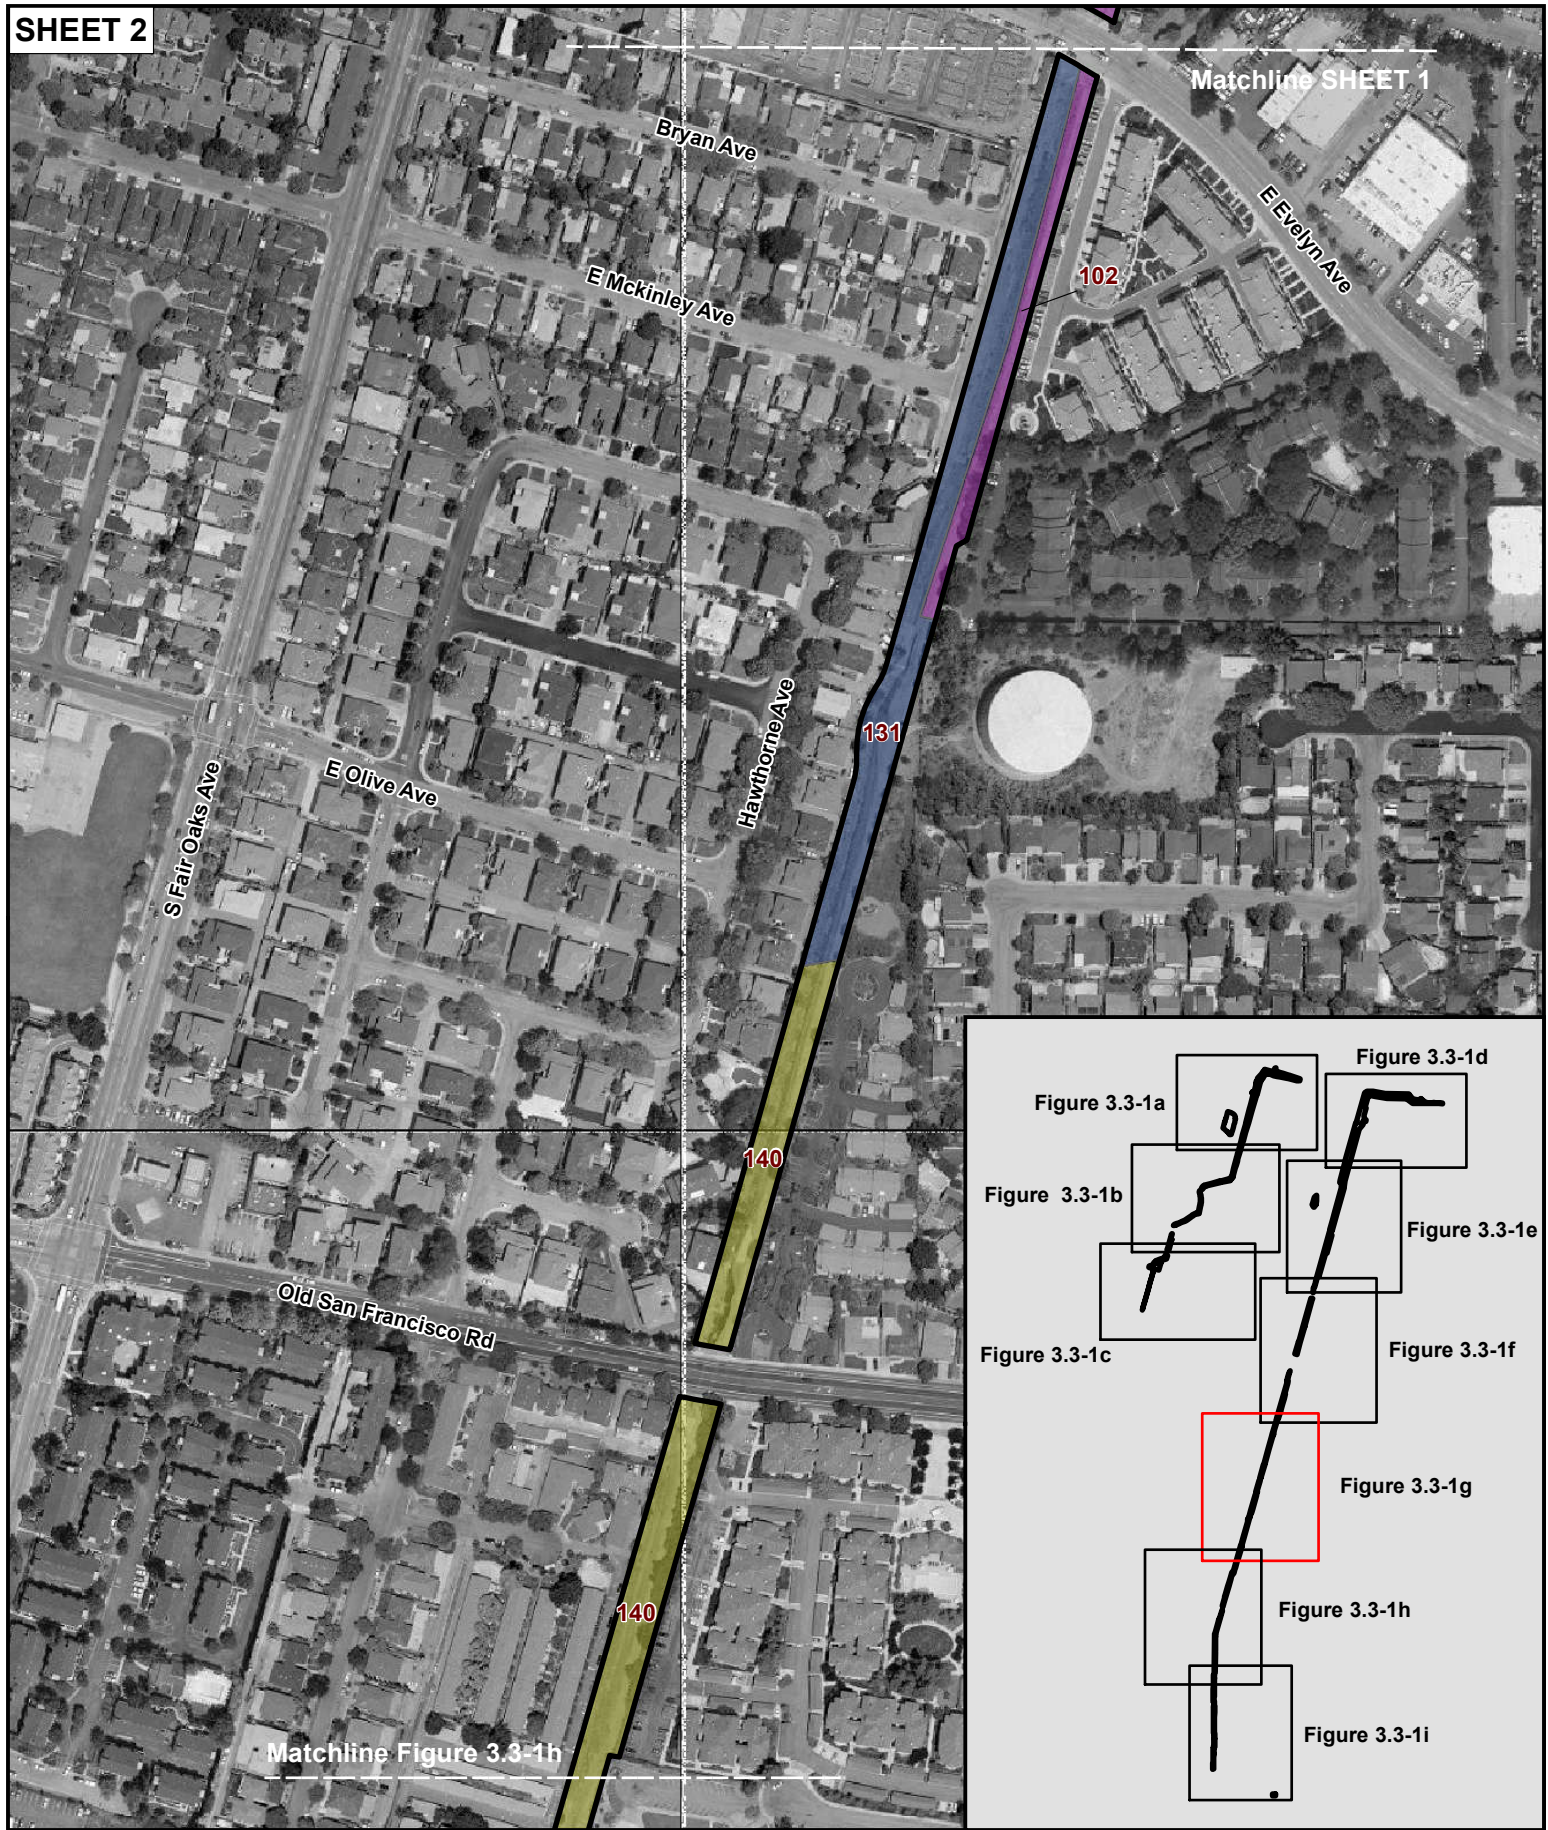 SHEET 2
Matchline SHEET 1
Bryan Ave
E Evelyn Ave
E Mckinley Ave
102
Hawthorne Ave
131
E Olive Ave
S Fair Oaks Ave
140
Old San Francisco Rd
140
Matchline Figure 3.3-1h
Figure 3.3-1d
Figure 3.3-1a
Figure  3.3-1b
Figure 3.3-1e
Figure 3.3-1c
Figure 3.3-1f
Figure 3.3-1g
Figure 3.3-1h
Figure 3.3-1i